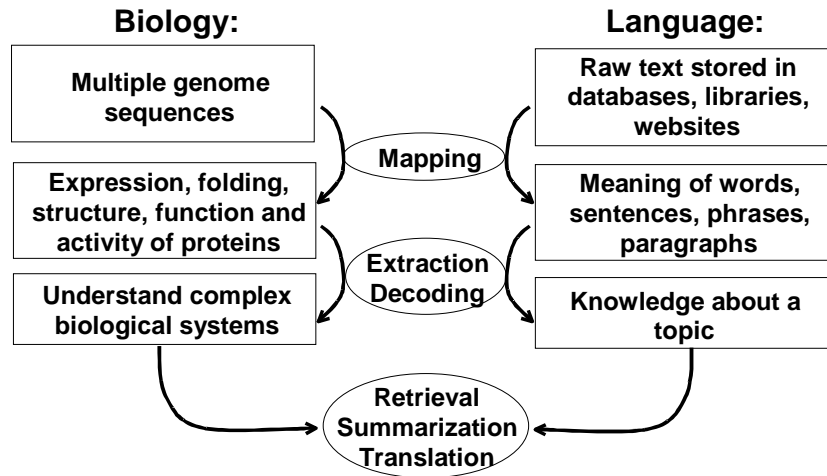 Biology:
Multiple genome
sequences
Expression, folding,
structure, function and
activity of proteins
Understand complex
biological systems
Mapping
Extraction
Decoding
Retrieval
Summarization
Translation
Language:
Raw text stored in
databases, libraries,
websites
Meaning of words,
sentences, phrases,
paragraphs
Knowledge about a
topic